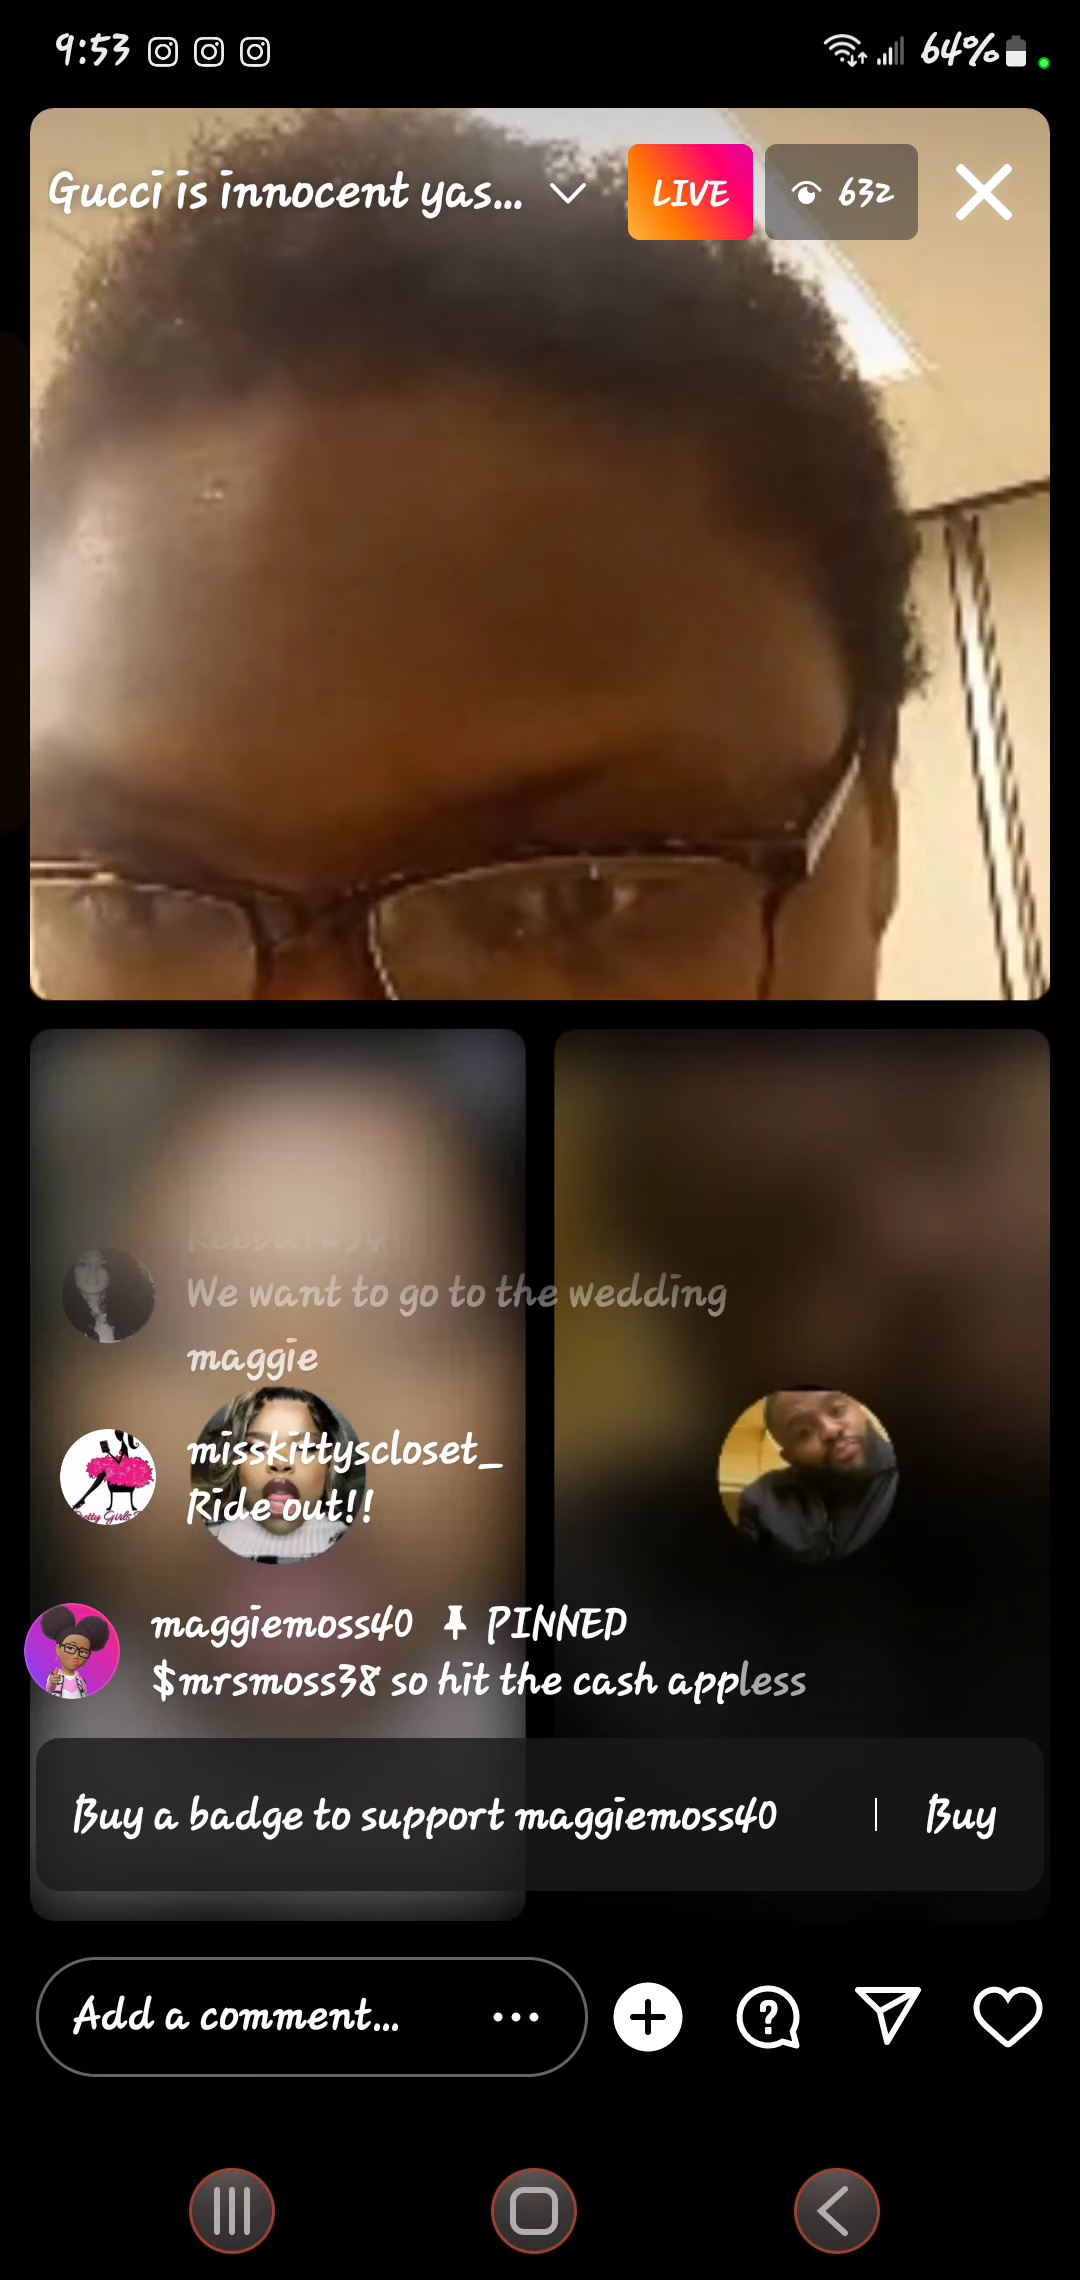 9:53
64%
Gucci is innocent yas...
LIVE
632
We want to go to the wedding
maggie
misskittyscloset_
Ride out!!
maggiemoss40 PINNED
$mrsmoss38 so hit the cash appless
Buy a badge to support maggiemoss40 | Buy
Add a comment...